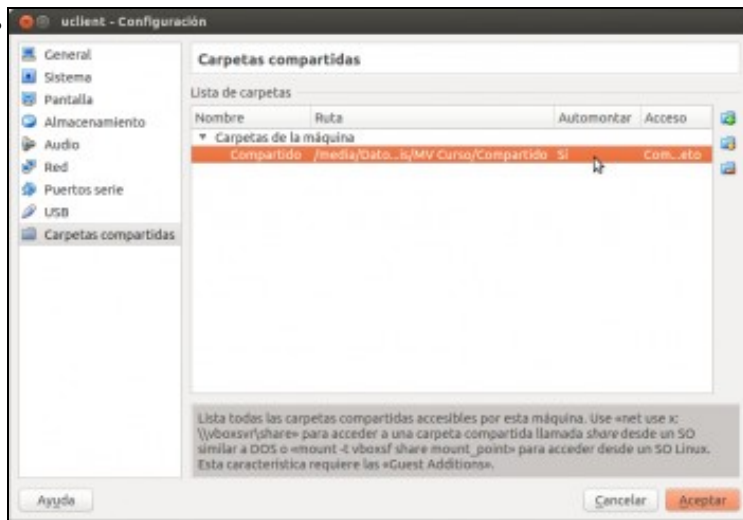 uclient - Configuración
General
Sistema
Pantalla
Almacenamiento
Audio
Red
Puertos serie
USB
Carpetas compartidas
Carpetas compartidas
Lista de carpetas
Nombre Ruta Automontar Acceso
Carpetas de la máquina
Compartido /media/Dato...is/MV Curso/Compartido Sí Com...eto
Lista todas las carpetas compartidas accesibles por esta máquina. Use «net use x:
\\vboxsvr\share» para acceder a una carpeta compartida llamada share desde un SO
similar a DOS o «mount -t vboxsf share mount_point» para acceder desde un SO Linux.
Esta característica requiere las «Guest Additions».
Ayuda Cancelar Aceptar